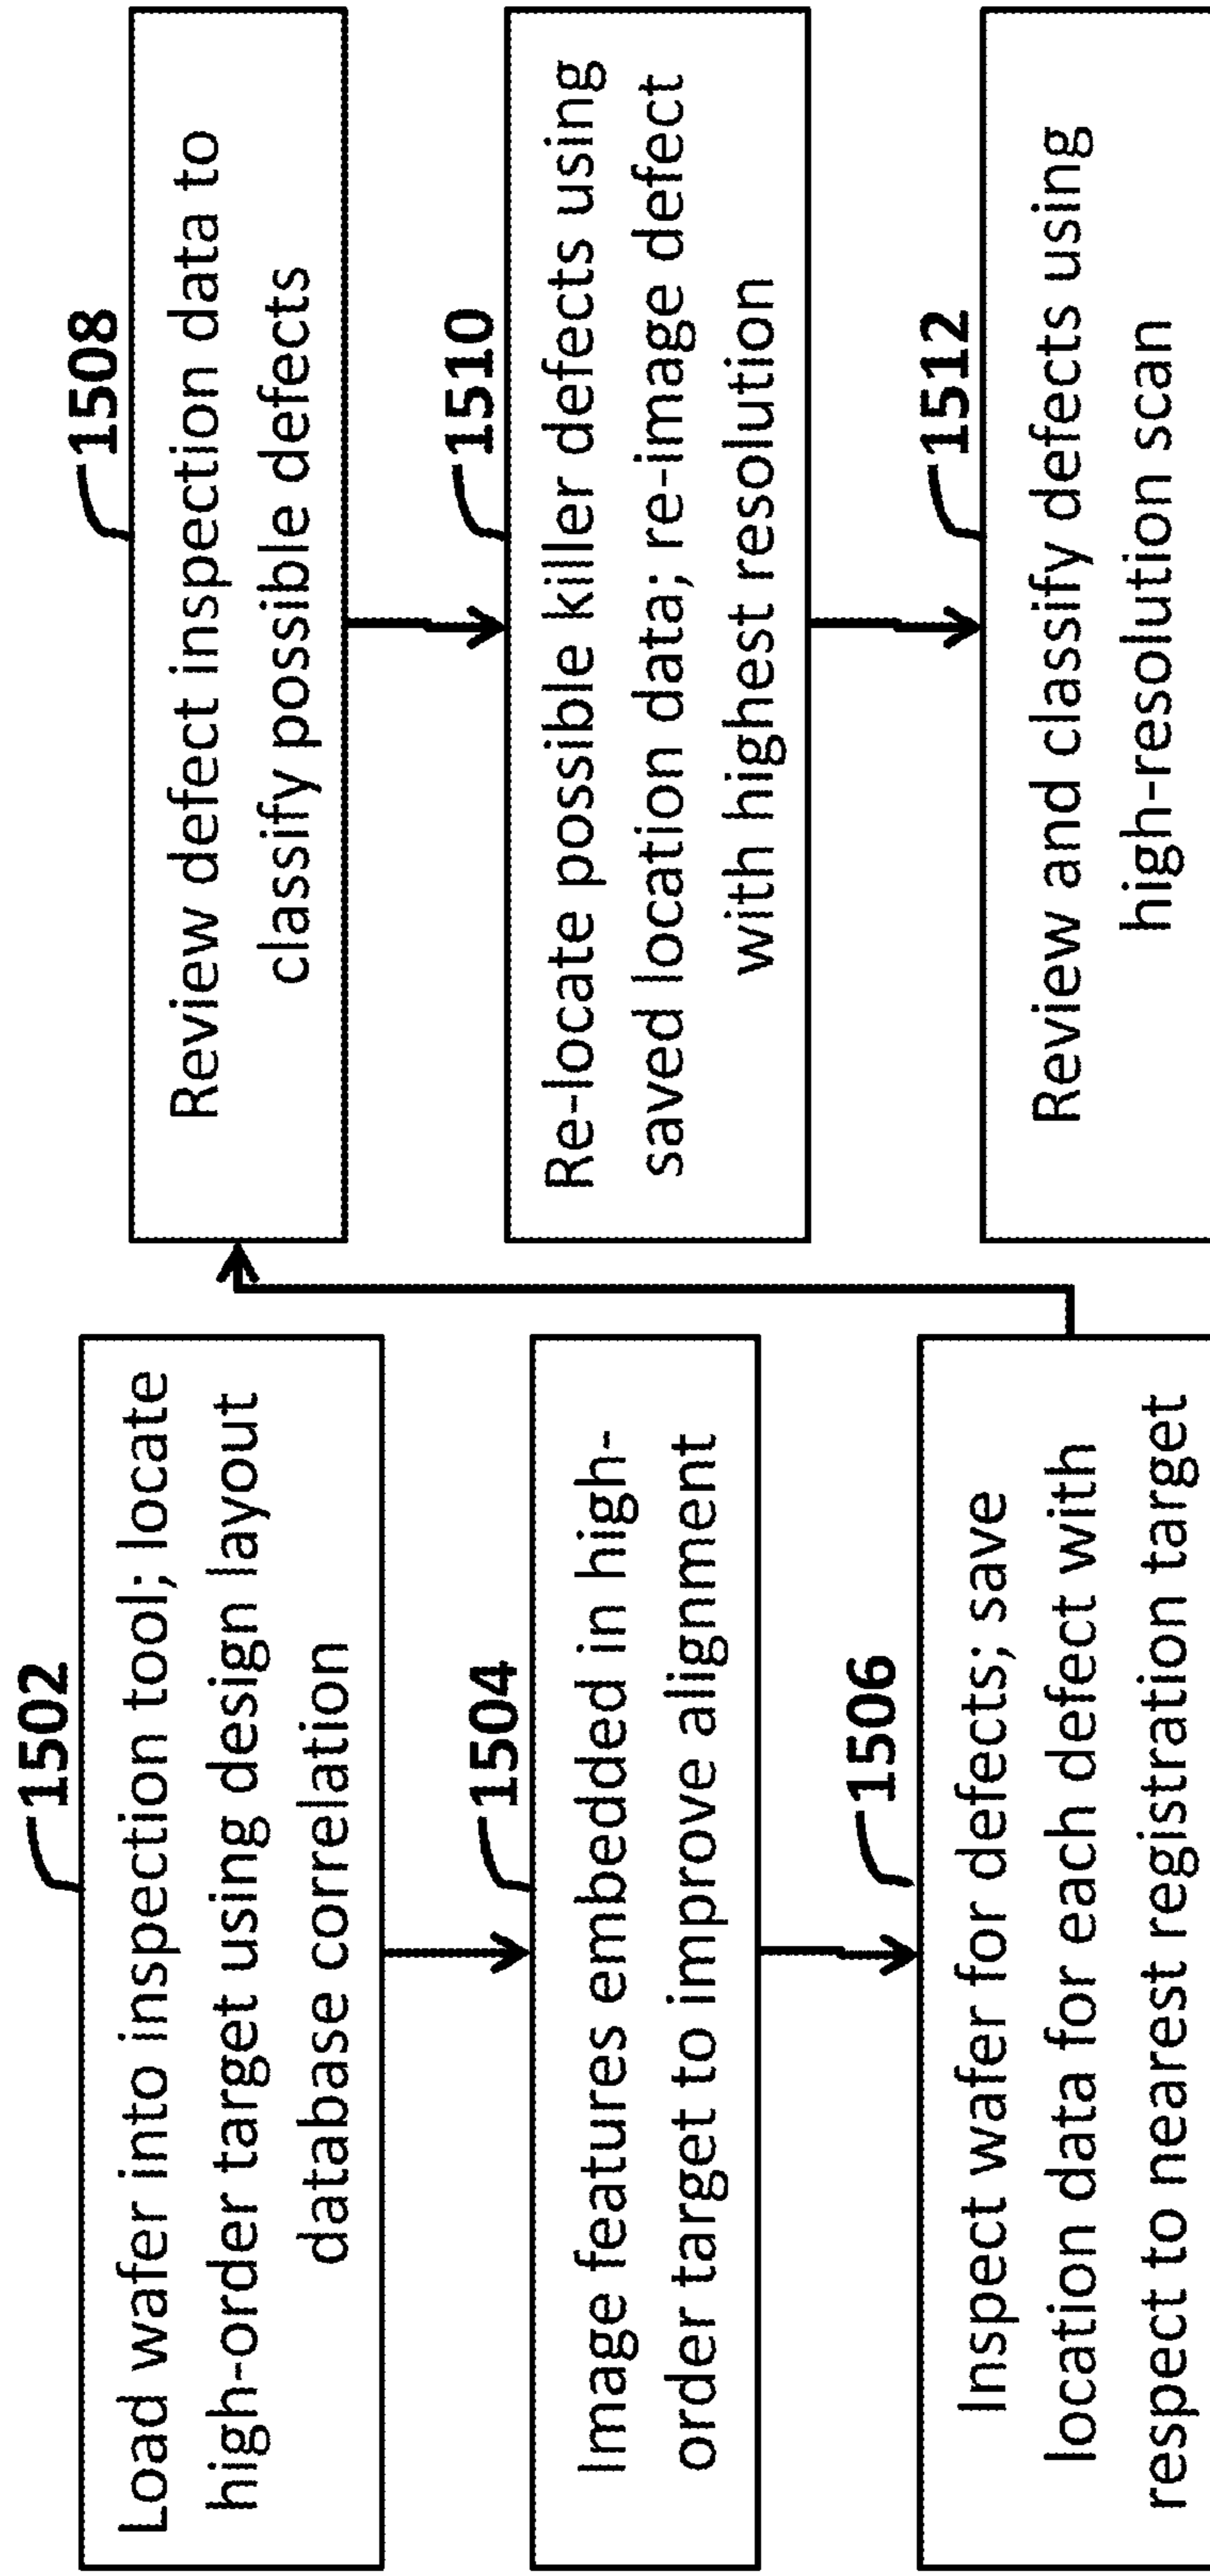 1502
Load wafer into inspection tool; locate
high-order target using design layout
database correlation
1504
Image features embedded in high-
order target to improve alignment
1506
Inspect wafer for defects; save
location data for each defect with
respect to nearest registration target
1508
Review defect inspection data to
classify possible defects
1510
Re-locate possible killer defects using
saved location data; re-image defect
with highest resolution
1512
Review and classify defects using
high-resolution scan